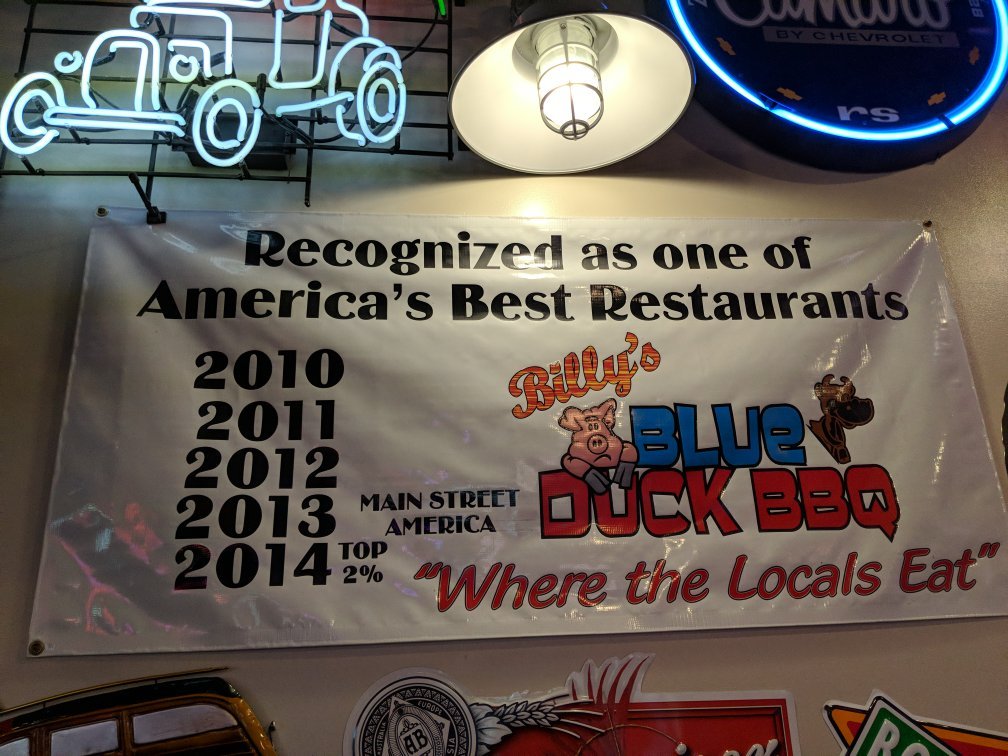 Camaro
BY CHEVROLET
rs
Recognized as one of
America's Best Restaurants
2010
2011
2012
2013 MAIN STREET
AMERICA
2014 TOP
2%
Billy's
BLUE
DUCK BBQ
"Where the Locals Eat"